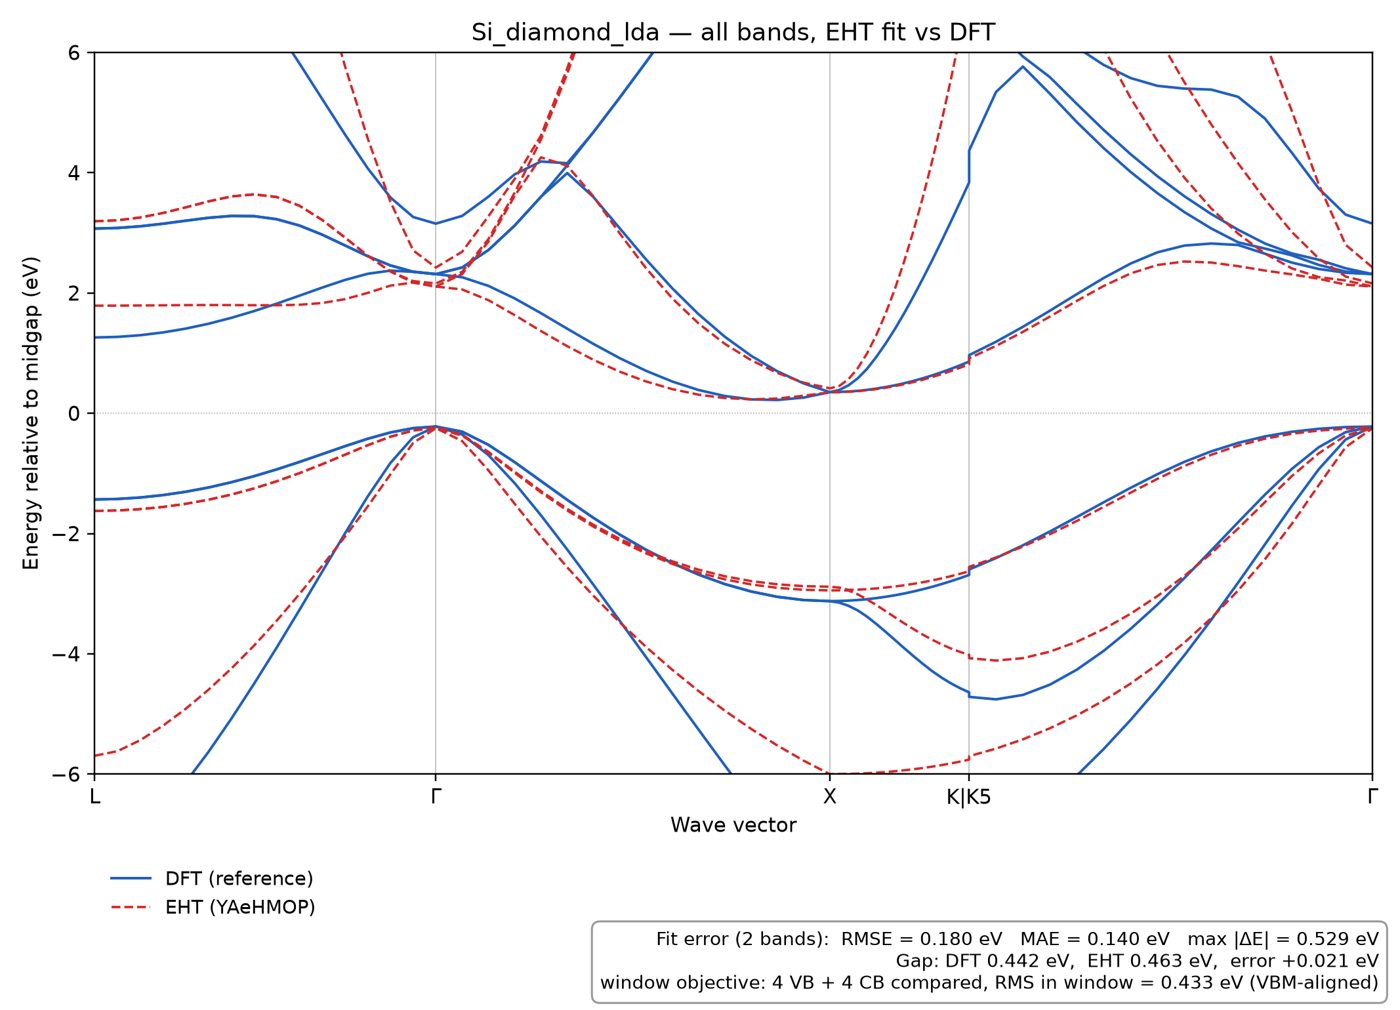 Si_diamond_lda — all bands, EHT fit vs DFT
Energy relative to midgap (eV)
6
4
2
0
−2
−4
−6
L
Γ
X
K|K5
Γ
Wave vector
DFT (reference)
EHT (YAeHMOP)
Fit error (2 bands):  RMSE = 0.180 eV   MAE = 0.140 eV   max |ΔE| = 0.529 eV
Gap: DFT 0.442 eV,  EHT 0.463 eV,  error +0.021 eV
window objective: 4 VB + 4 CB compared, RMS in window = 0.433 eV (VBM-aligned)